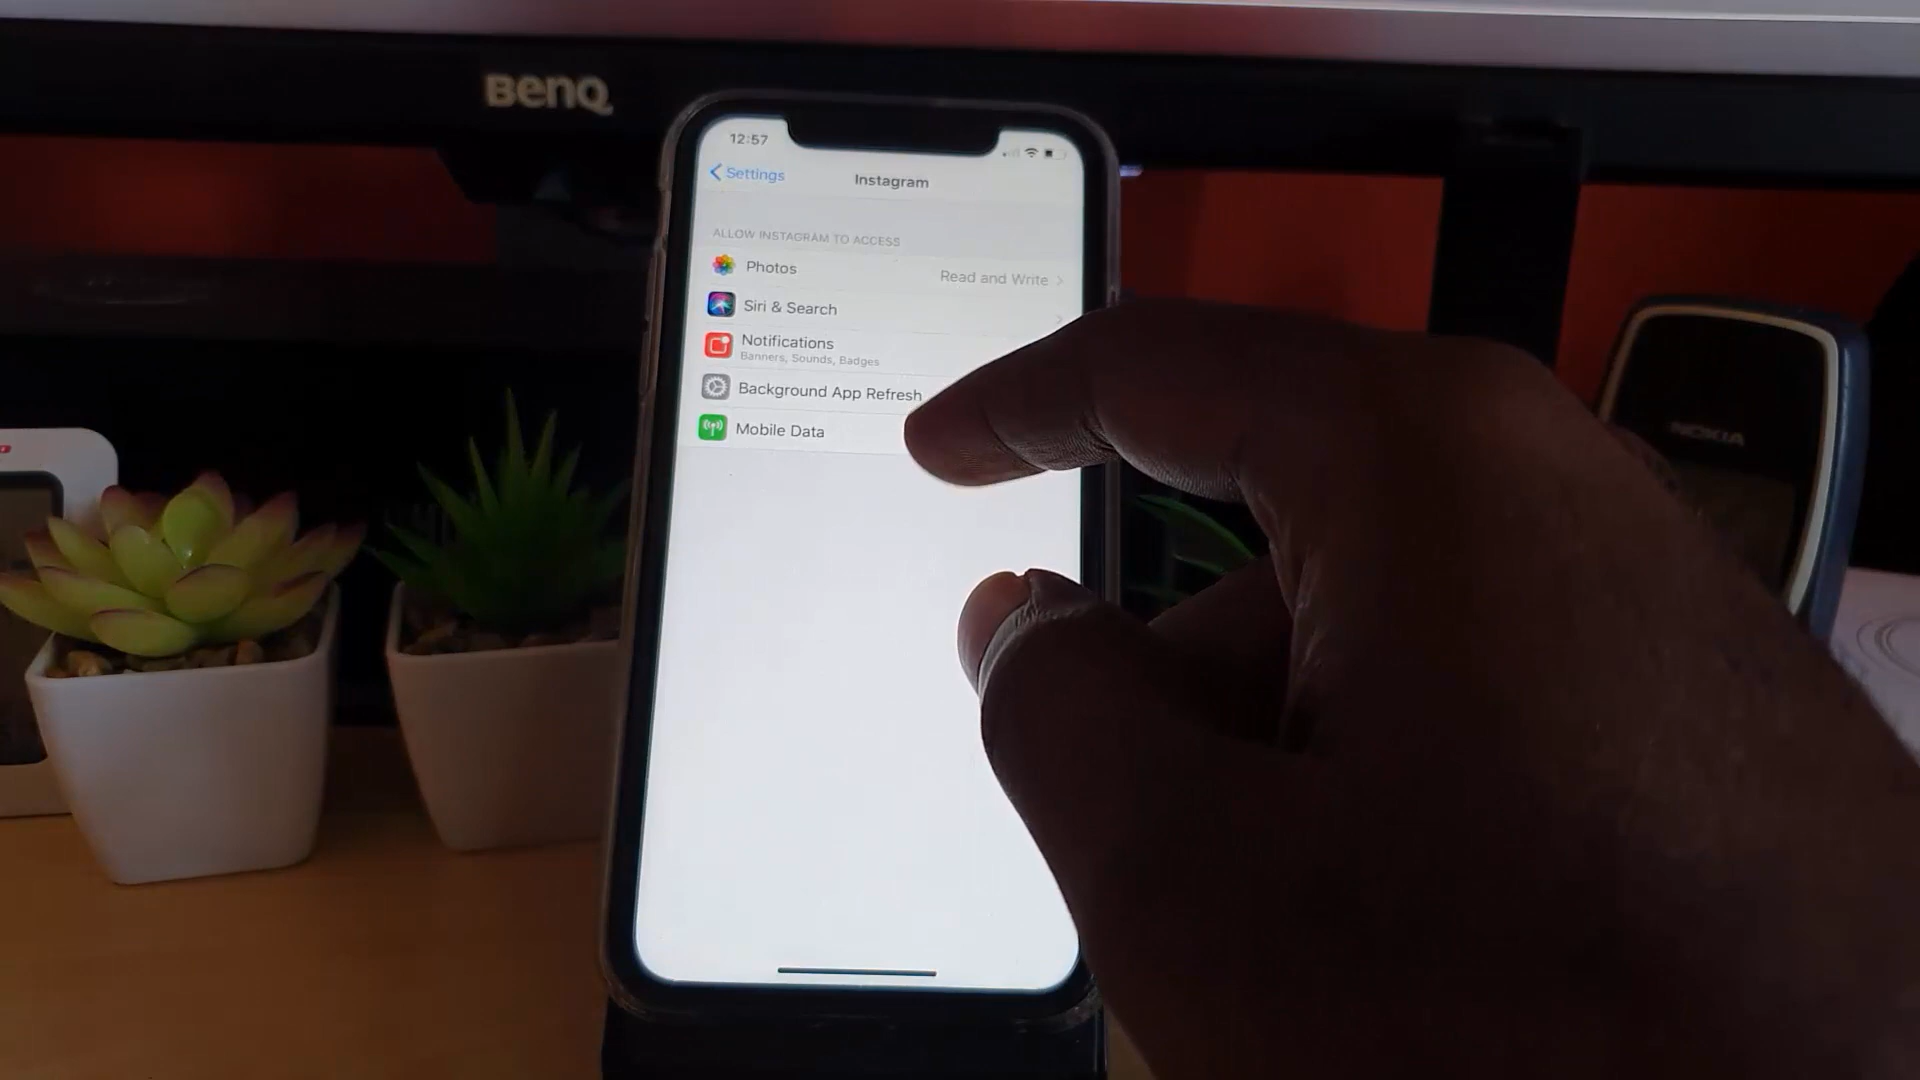 BenQ
12:57
Settings
Instagram
ALLOW INSTAGRAM TO ACCESS
Photos
Read and Write
Siri & Search
Notifications
Banners, Sounds, Badges
Background App Refresh
Mobile Data
NOKIA